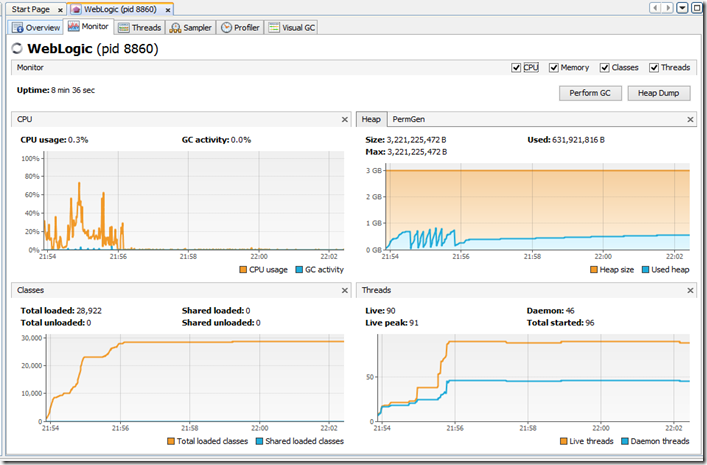 Start Page
WebLogic (pid 8860)
Overview
Monitor
Threads
Sampler
Profiler
Visual GC
WebLogic (pid 8860)
Monitor
CPU
Memory
Classes
Threads
Uptime: 8 min 36 sec
Perform GC
Heap Dump
CPU
CPU usage: 0.3%
GC activity: 0.0%
100%
80%
60%
40%
20%
0%
21:54
21:56
21:58
22:00
22:02
CPU usage
GC activity
Heap
PermGen
Size: 3,221,225,472 B
Used: 631,921,816 B
Max: 3,221,225,472 B
3 GB
2 GB
1 GB
0 GB
21:54
21:56
21:58
22:00
22:02
Heap size
Used heap
Classes
Total loaded: 28,922
Shared loaded: 0
Total unloaded: 0
Shared unloaded: 0
30,000
20,000
10,000
0
21:54
21:56
21:58
22:00
22:02
Total loaded classes
Shared loaded classes
Threads
Live: 90
Daemon: 46
Live peak: 91
Total started: 96
50
0
21:54
21:56
21:58
22:00
22:02
Live threads
Daemon threads